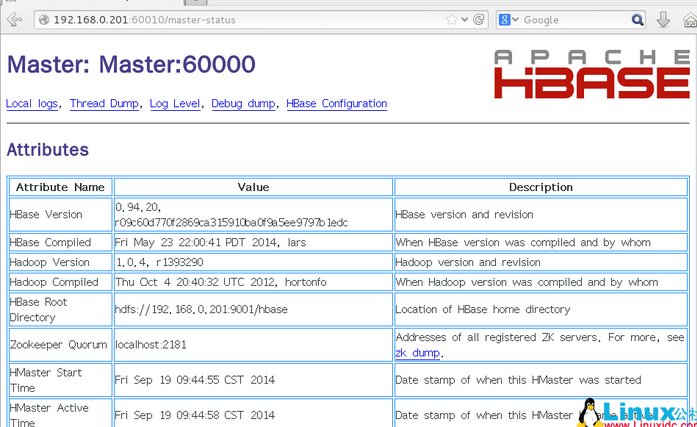 192.168.0.201:60010/master-status
Google
Master: Master:60000
APACHE
HBASE
Local logs, Thread Dump, Log Level, Debug dump, HBase Configuration
Attributes
Attribute Name Value Description
HBase Version 0.94.20, HBase version and revision
r09c60d770f2869ca315910ba0f9a5ee9797b1edc
HBase Compiled Fri May 23 22:00:41 PDT 2014, lars When HBase version was compiled and by whom
Hadoop Version 1.0.4, r1393290 Hadoop version and revision
Hadoop Compiled Thu Oct 4 20:40:32 UTC 2012, hortonfo When Hadoop version was compiled and by whom
HBase Root hdfs://192.168.0.201:9001/hbase Location of HBase home directory
Directory
Zookeeper Quorum localhost:2181 Addresses of all registered ZK servers. For more, see
zk dump.
HMaster Start Fri Sep 19 09:44:55 CST 2014 Date stamp of when this HMaster was started
Time
HMaster Active Fri Sep 19 09:44:58 CST 2014 Date stamp of when this HMaster
Time
Linux公社
www.Linuxidc.com